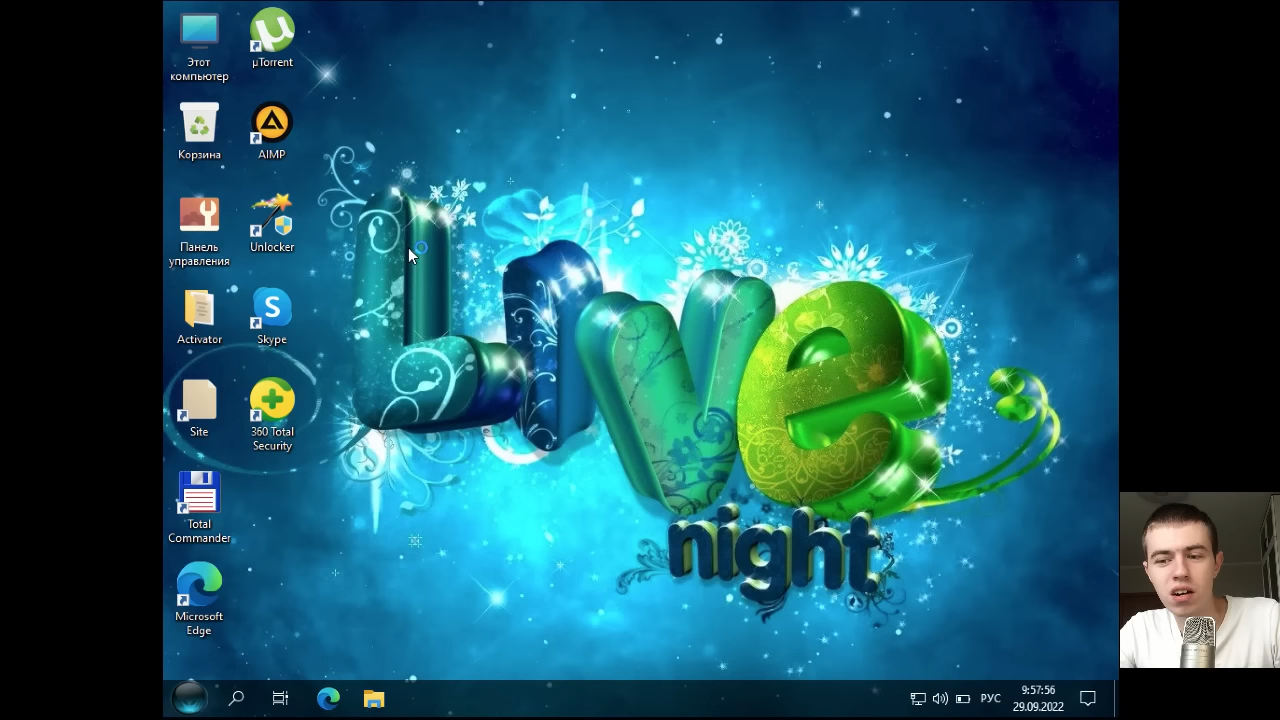 Этот
компьютер
µTorrent
Корзина
AIMP
Панель
управления
Unlocker
Activator
Skype
Site
360 Total
Security
Total
Commander
Microsoft
Edge
Love
night
РУС
9:57:56
29.09.2022